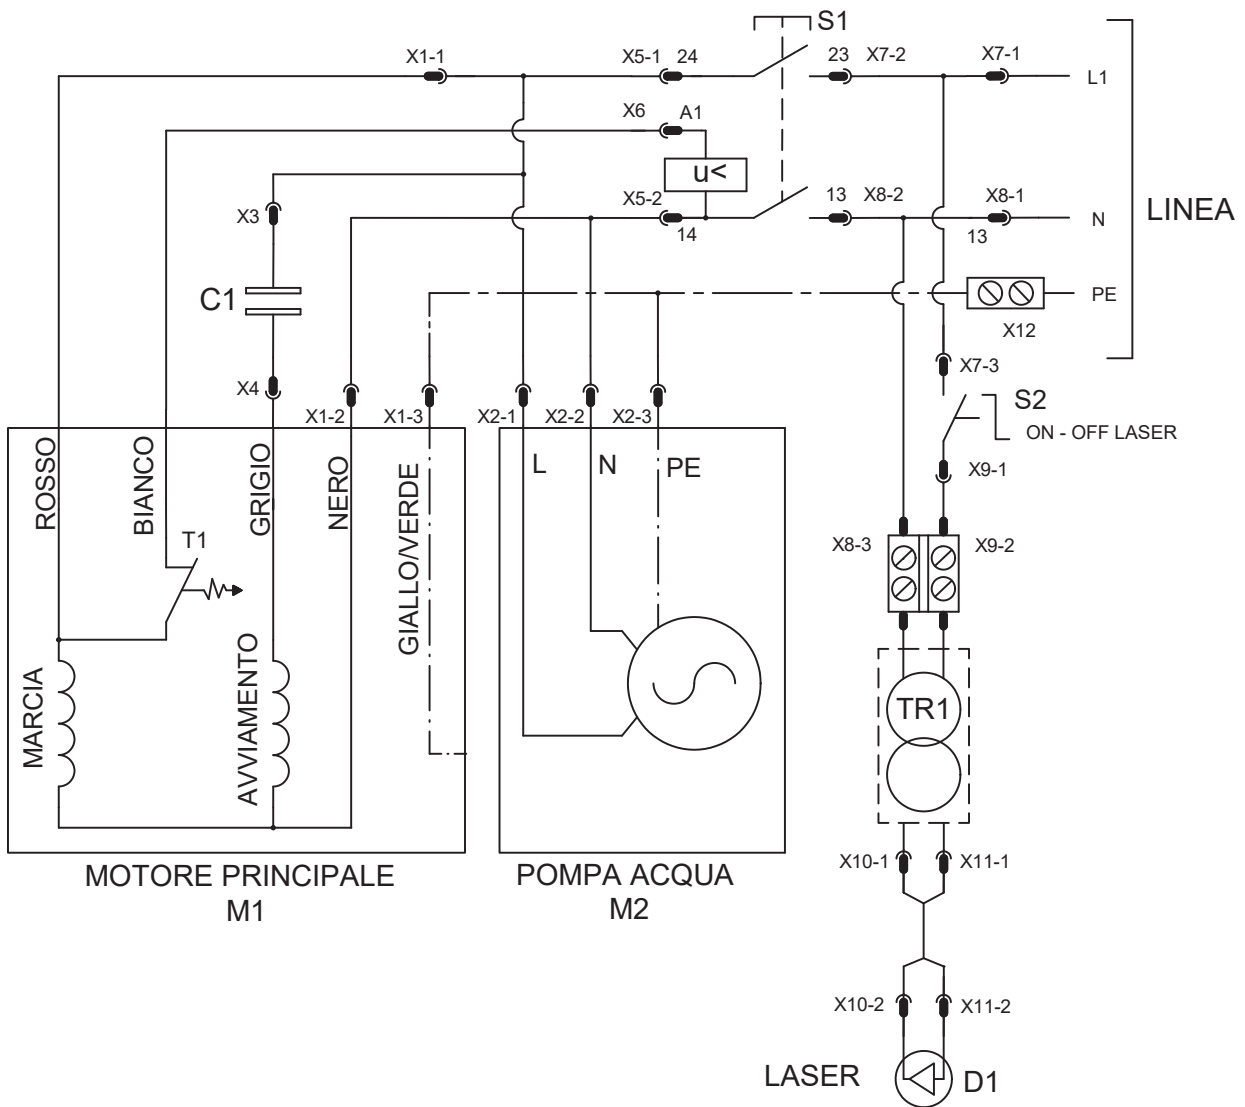 S1
X1-1
X5-1
24
23
X7-2
X7-1
L1
X6
A1
u<
X3
X5-2
14
13
X8-2
X8-1
13
N
LINEA
C1
PE
X12
X4
X7-3
X1-2
X1-3
X2-1
X2-2
X2-3
S2
ON - OFF LASER
ROSSO
BIANCO
GRIGIO
NERO
GIALLO/VERDE
L
N
PE
X9-1
T1
X8-3
X9-2
MARCIA
AVVIAMENTO
TR1
MOTORE PRINCIPALE
M1
POMPA ACQUA
M2
X10-1
X11-1
X10-2
X11-2
LASER
D1